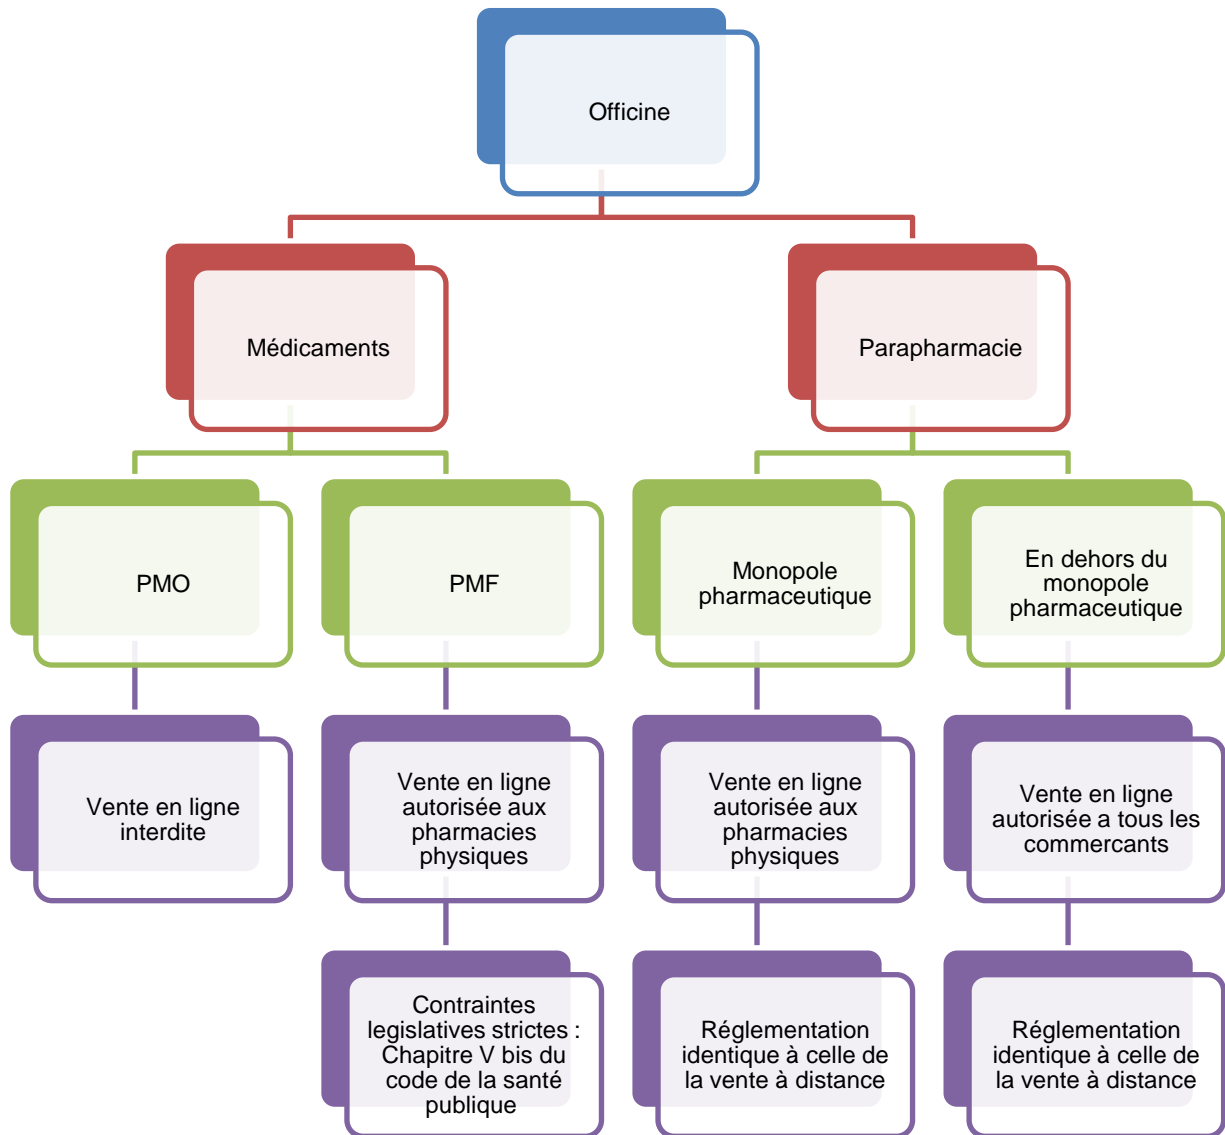 Officine
Médicaments
Parapharmacie
PMO
PMF
Monopole
pharmaceutique
En dehors du
monopole
pharmaceutique
Vente en ligne
interdite
Vente en ligne
autorisée aux
pharmacies
physiques
Vente en ligne
autorisée aux
pharmacies
physiques
Vente en ligne
autorisée a tous les
commercants
Contraintes
legislatives strictes :
Chapitre V bis du
code de la santé
publique
Réglementation
identique à celle de
la vente à distance
Réglementation
identique à celle de
la vente à distance